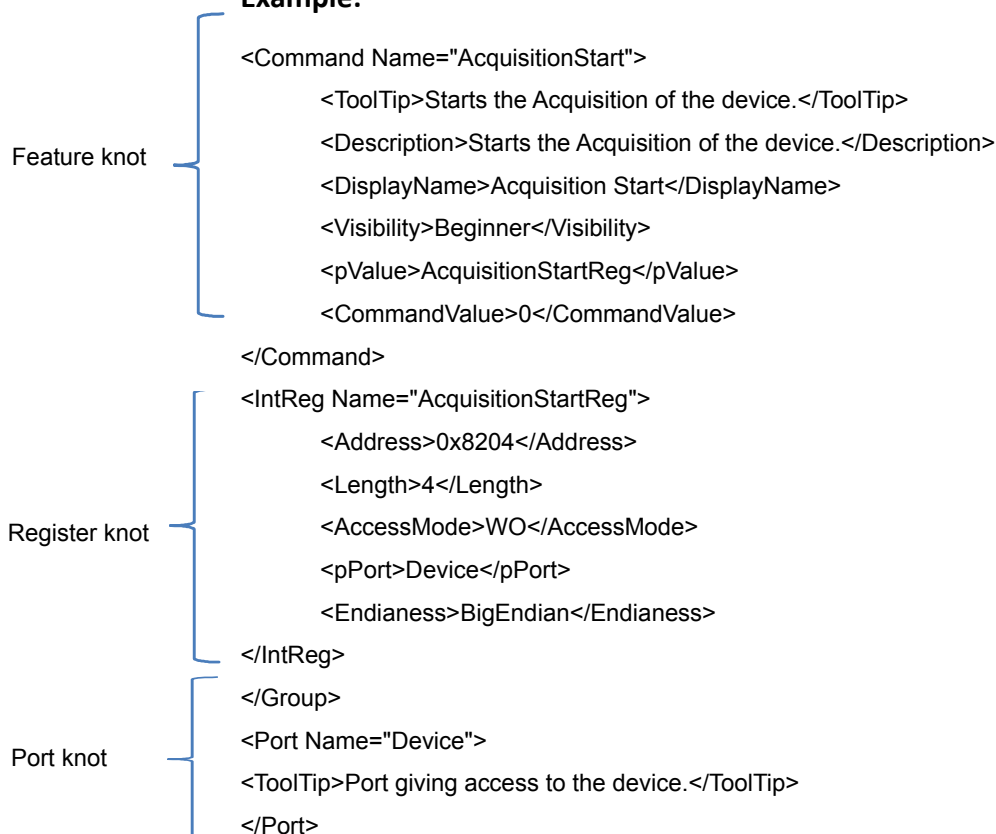 Example:
<Command Name="AcquisitionStart">
<ToolTip>Starts the Acquisition of the device.</ToolTip>
<Description>Starts the Acquisition of the device.</Description>
Feature knot
<DisplayName>Acquisition Start</DisplayName>
<Visibility>Beginner</Visibility>
<pValue>AcquisitionStartReg</pValue>
<CommandValue>0</CommandValue>
</Command>
<IntReg Name="AcquisitionStartReg">
<Address>0x8204</Address>
<Length>4</Length>
Register knot
<AccessMode>WO</AccessMode>
<pPort>Device</pPort>
<Endianess>BigEndian</Endianess>
</IntReg>
</Group>
<Port Name="Device">
Port knot
<ToolTip>Port giving access to the device.</ToolTip>
</Port>